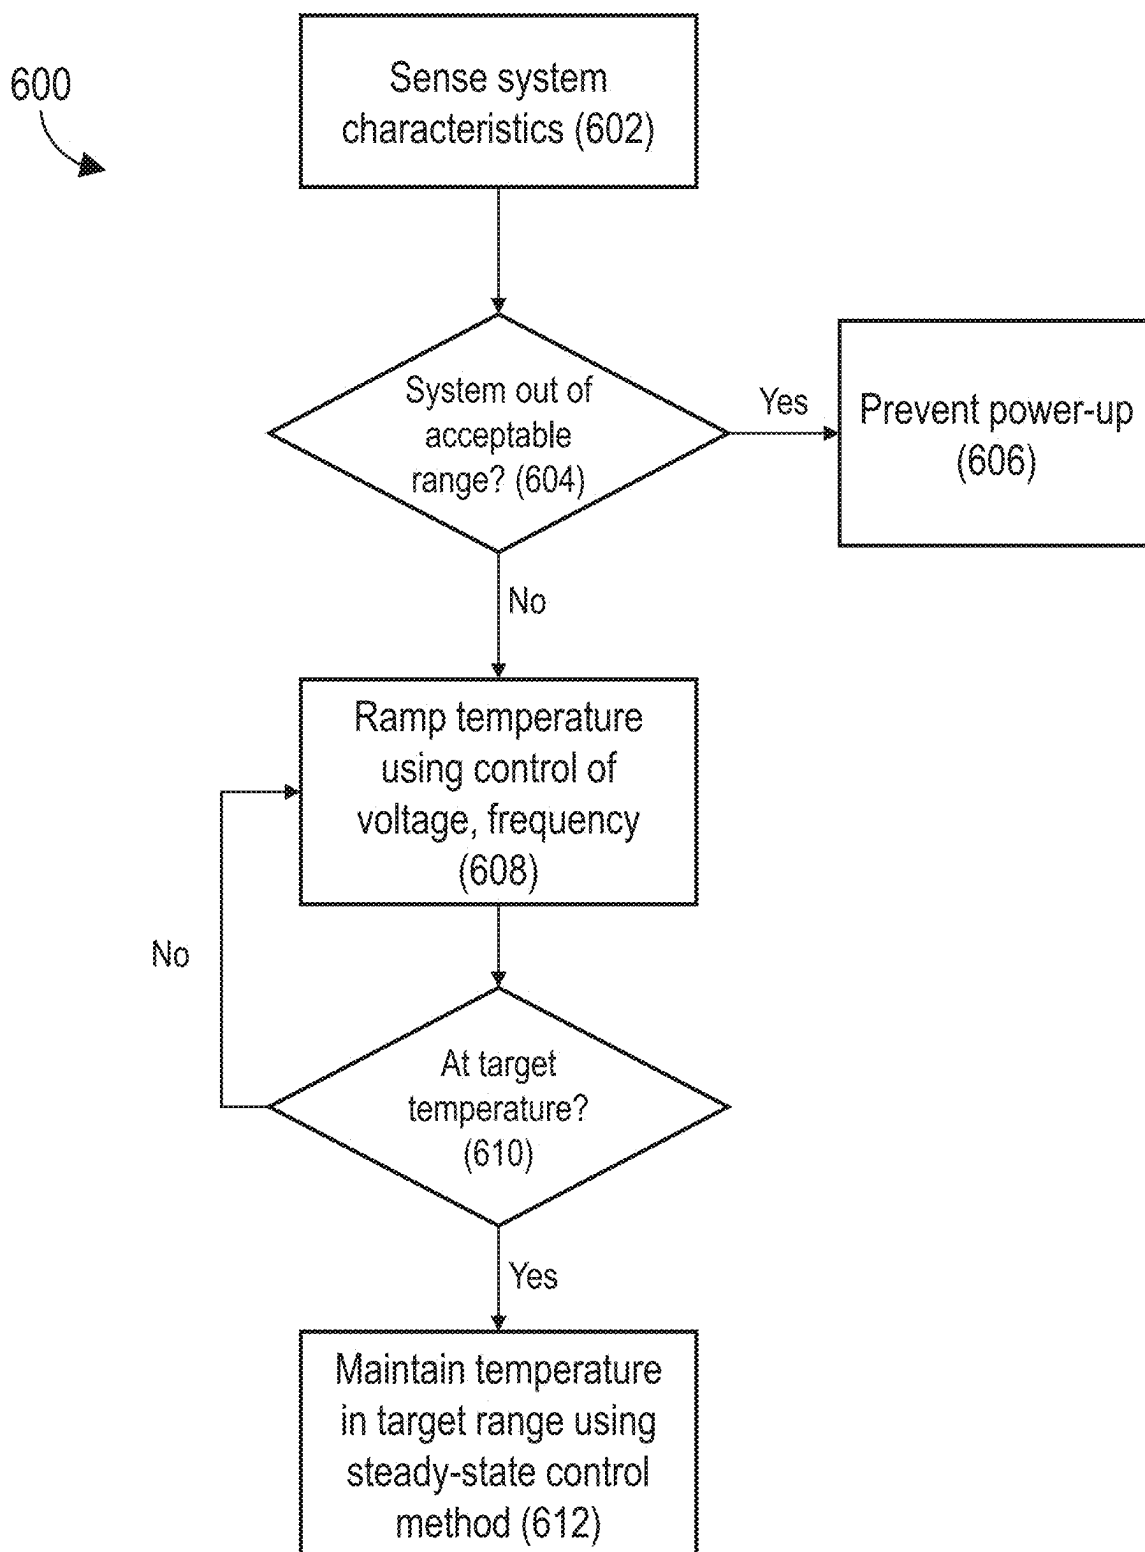 600
Sense system
characteristics (602)
System out of
acceptable
range? (604)
Yes
Prevent power-up
(606)
No
Ramp temperature
using control of
voltage, frequency
(608)
No
At target
temperature?
(610)
Yes
Maintain temperature
in target range using
steady-state control
method (612)